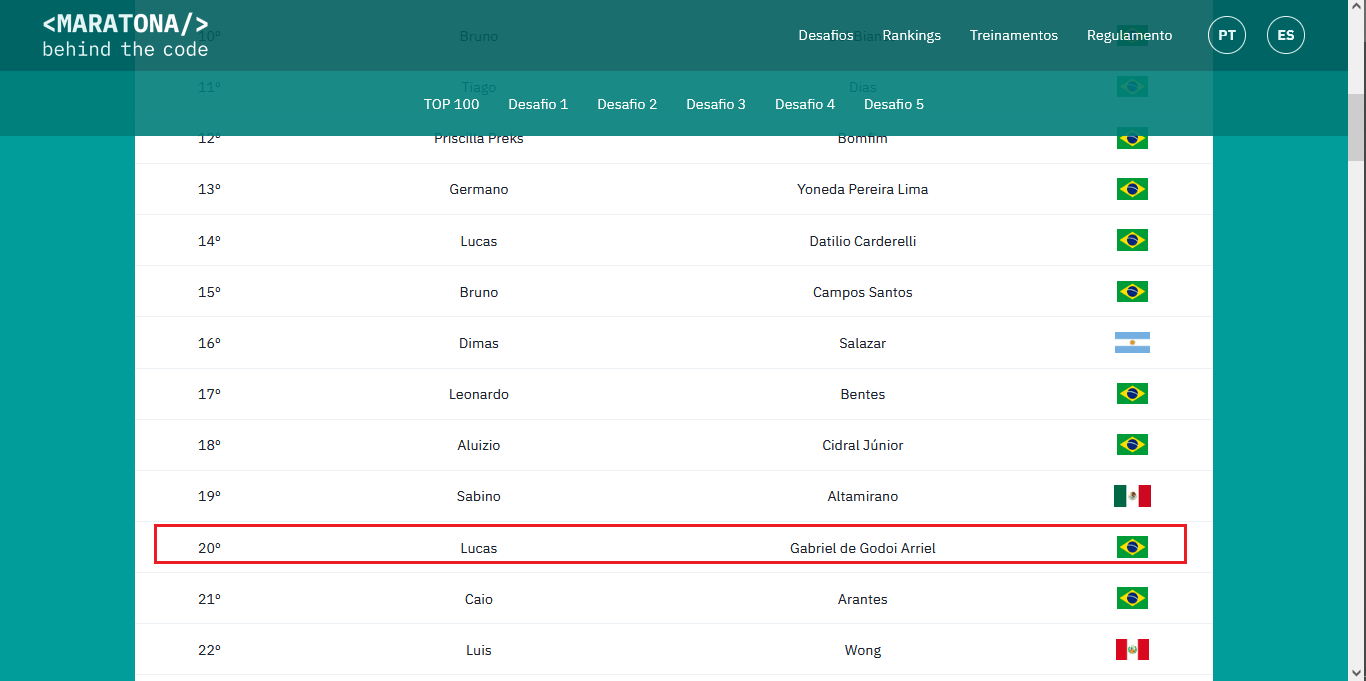 <MARATONA/>
behind the code
Desafios Rankings Treinamentos Regulamento PT ES
10º Bruno Bian
11º Tiago Dias
TOP 100 Desafio 1 Desafio 2 Desafio 3 Desafio 4 Desafio 5
12º Priscilla Preks Bomfim
13º Germano Yoneda Pereira Lima
14º Lucas Datilio Carderelli
15º Bruno Campos Santos
16º Dimas Salazar
17º Leonardo Bentes
18º Aluizio Cidral Júnior
19º Sabino Altamirano
20º Lucas Gabriel de Godoi Arriel
21º Caio Arantes
22º Luis Wong